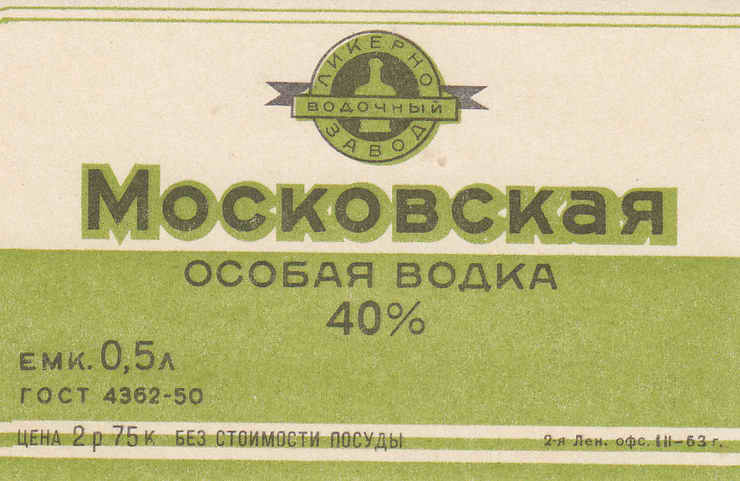 ЛИКЕРНО
ВОДОЧНЫЙ
ЗАВОД
МОСКОВСКАЯ
ОСОБАЯ ВОДКА
40%
ЕМК. 0,5Л
ГОСТ 4362-50
ЦЕНА 2 р 75 к БЕЗ СТОИМОСТИ ПОСУДЫ
2-я Лен. офс. III-63 г.